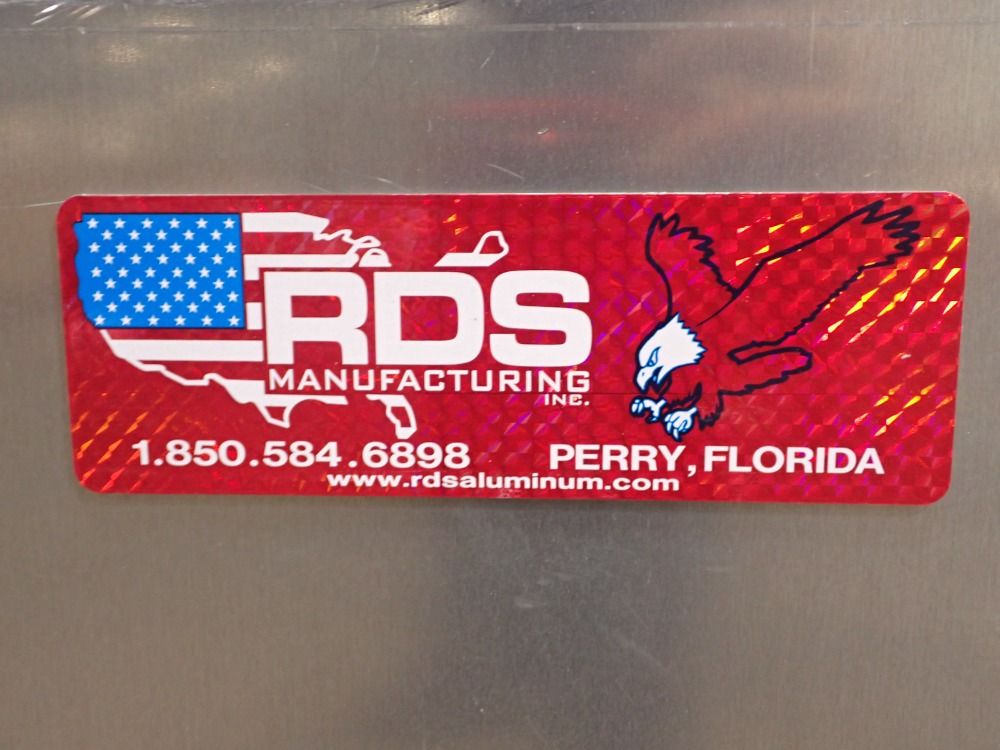 RDS
MANUFACTURING
INC.
1.850.584.6898 PERRY, FLORIDA
www.rdsaluminum.com